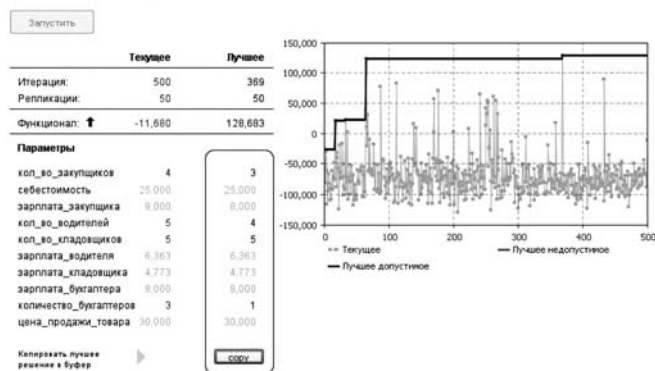 Запустить
Текущее Лучшее
Итерация: 500 369
Репликации: 50 50
Функционал: ↑ -11,680 128,683
Параметры
кол_во_закупщиков 4 3
себестоимость 25,000 25,000
зарплата_закупщика 8,000 8,000
кол_во_водителей 5 4
кол_во_кладовщиков 5 5
зарплата_водителя 6,363 6,363
зарплата_кладовщика 4,773 4,773
зарплата_бухгалтера 8,000 8,000
количество_бухгалтеров 3 1
цена_продажи_товара 30,000 30,000
Копировать лучшее
решение в буфер
copy
150,000
100,000
50,000
0
-50,000
-100,000
-150,000
0 100 200 300 400 500
Текущее Лучшее недопустимое
Лучшее допустимое